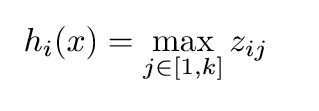 h_i(x) = \max_{j \in [1,k]} z_{ij}